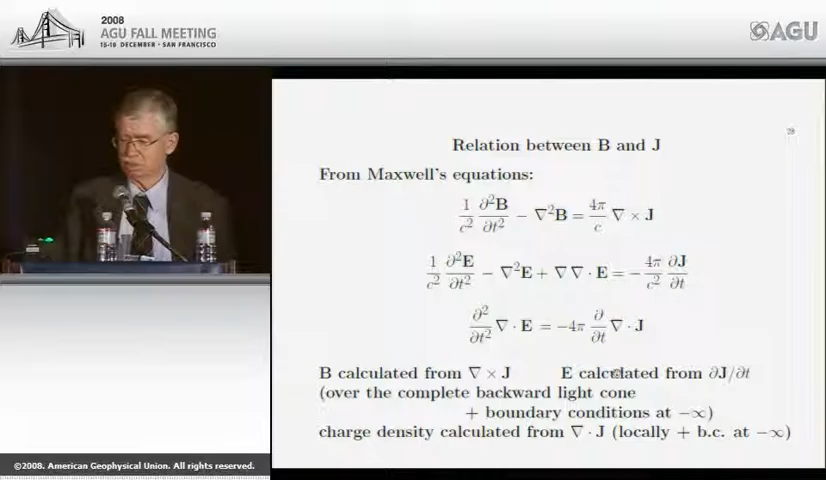 2008
AGU FALL MEETING
15-19 DECEMBER - SAN FRANCISCO
AGU
28
Relation between B and J
From Maxwell's equations:
1/c² ∂²B/∂t² − ∇²B = 4π/c ∇ × J
1/c² ∂²E/∂t² − ∇²E + ∇∇ · E = −4π/c² ∂J/∂t
∂²/∂t² ∇ · E = −4π ∂/∂t ∇ · J
B calculated from ∇ × J E calculated from ∂J/∂t
(over the complete backward light cone
+ boundary conditions at −∞)
charge density calculated from ∇ · J (locally + b.c. at −∞)
©2008. American Geophysical Union. All rights reserved.